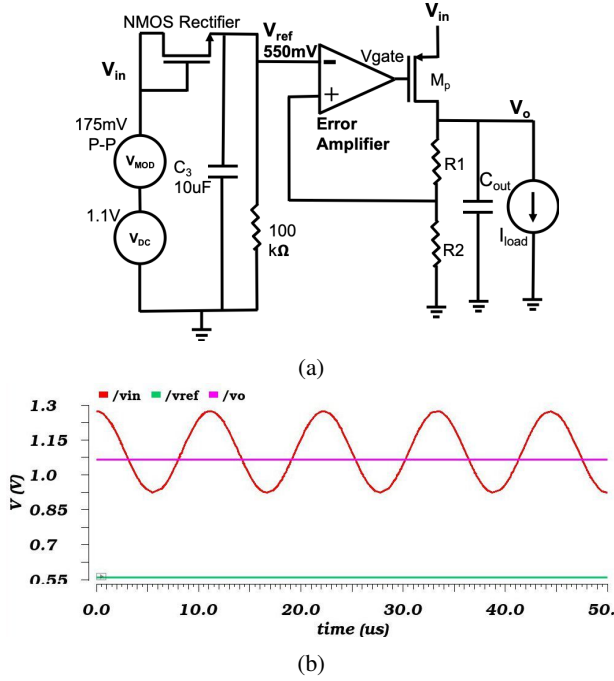 NMOS Rectifier
V_ref
550mV
V_in
Vgate
V_in
M_p
V_o
175mV
P-P
V_MOD
C_3
10uF
Error
Amplifier
R1
C_out
1.1V
V_DC
100
kΩ
R2
I_load
-
+
(a)
/vin /vref /vo
V (V)
1.3
1.15
1.0
0.85
0.7
0.55
0.0 10.0 20.0 30.0 40.0 50.
time (us)
(b)